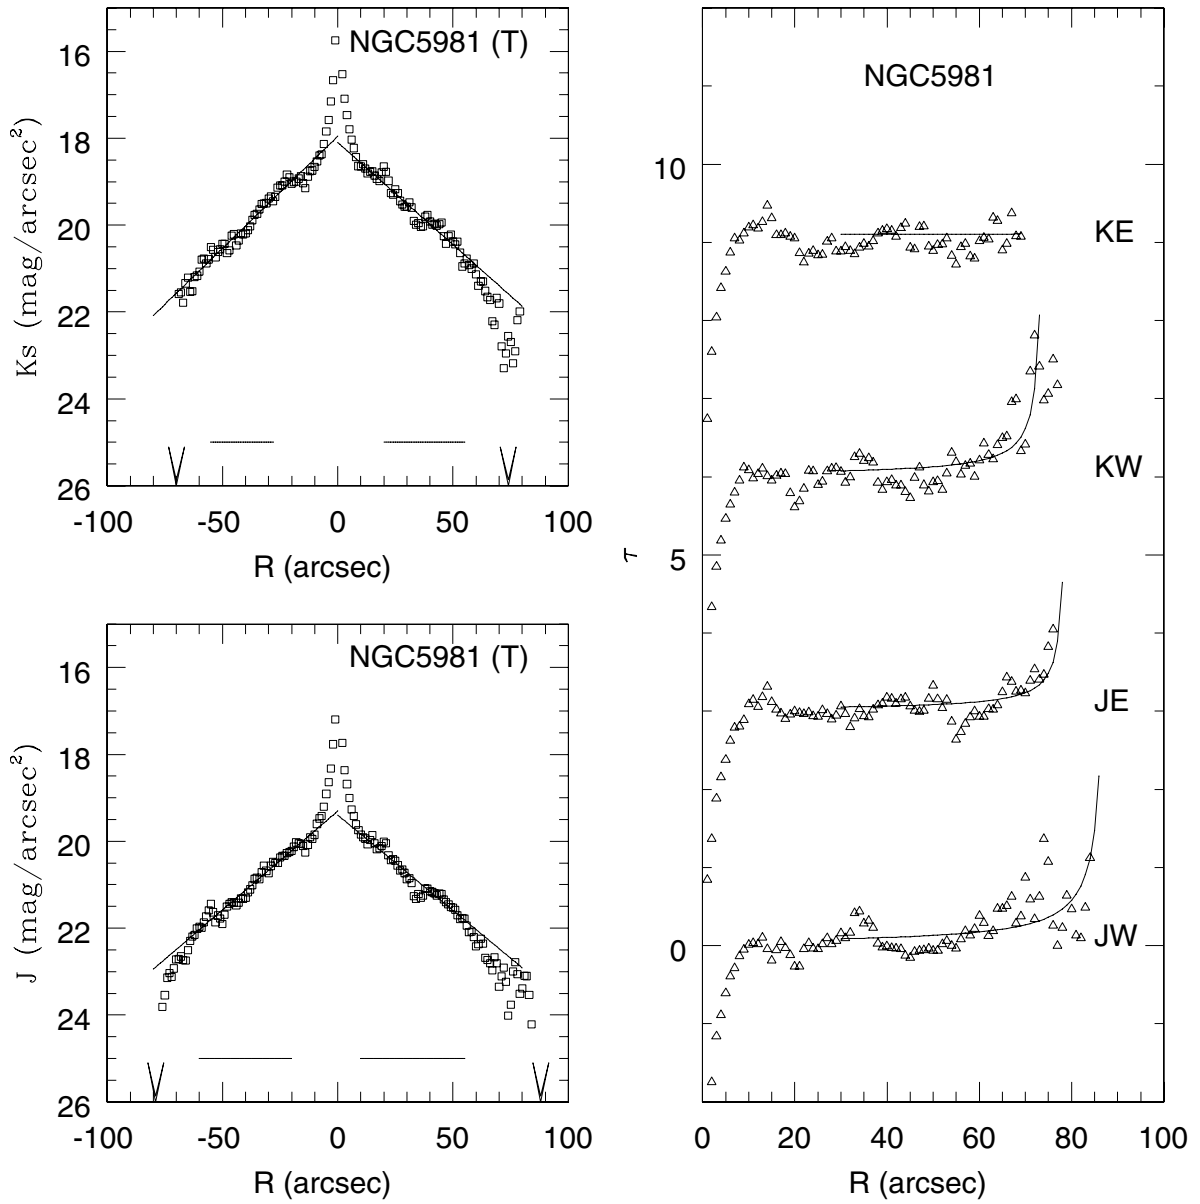 NGC5981 (T)
16
18
20
22
24
26
Ks (mag/arcsec²)
-100 -50 0 50 100
R (arcsec)
NGC5981 (T)
16
18
20
22
24
26
J (mag/arcsec²)
-100 -50 0 50 100
R (arcsec)
NGC5981
10
5
0
τ
KE
KW
JE
JW
0 20 40 60 80 100
R (arcsec)